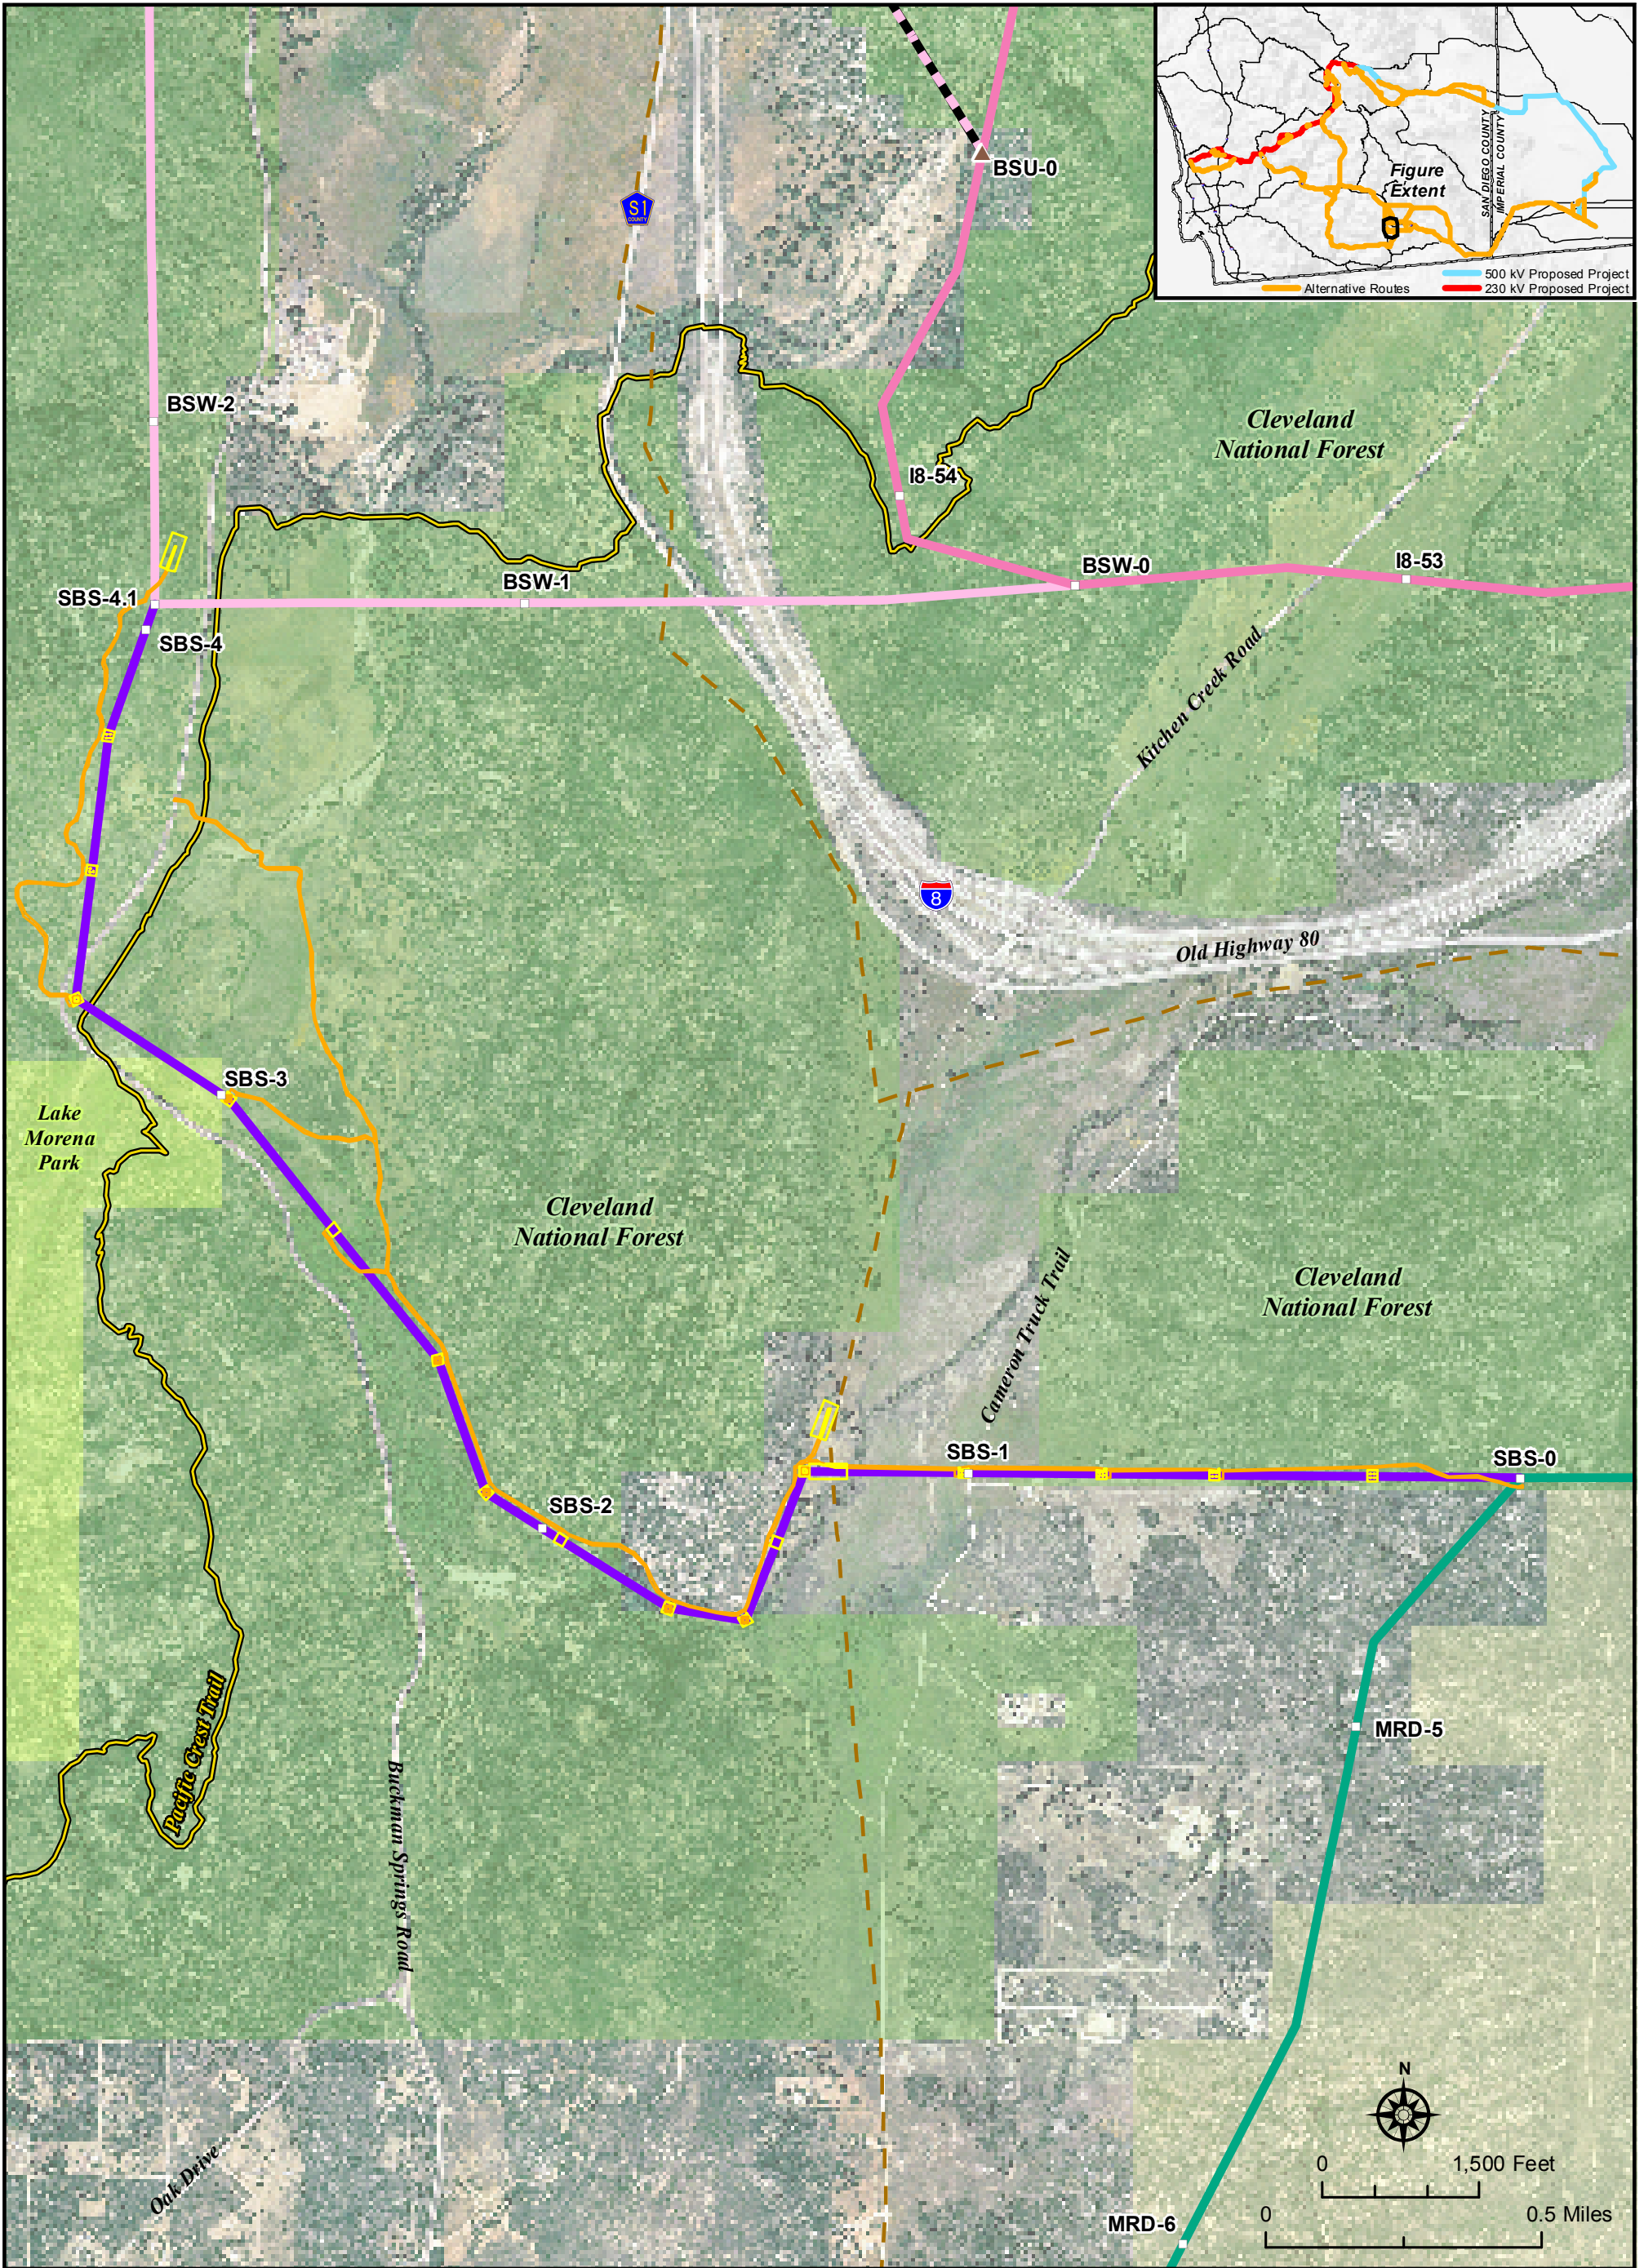 BSU-0
S1
COUNTY
SAN DIEGO COUNTY
IMPERIAL COUNTY
Figure
Extent
500 kV Proposed Project
Alternative Routes
230 kV Proposed Project
BSW-2
Cleveland
National Forest
I8-54
BSW-0
I8-53
BSW-1
SBS-4.1
SBS-4
Kitchen Creek Road
8
Old Highway 80
SBS-3
Lake
Morena
Park
Cleveland
National Forest
Cleveland
National Forest
Cameron Truck Trail
SBS-1
SBS-0
SBS-2
Pacific Crest Trail
MRD-5
Buckman Springs Road
Oak Drive
N
0 1,500 Feet
0 0.5 Miles
MRD-6